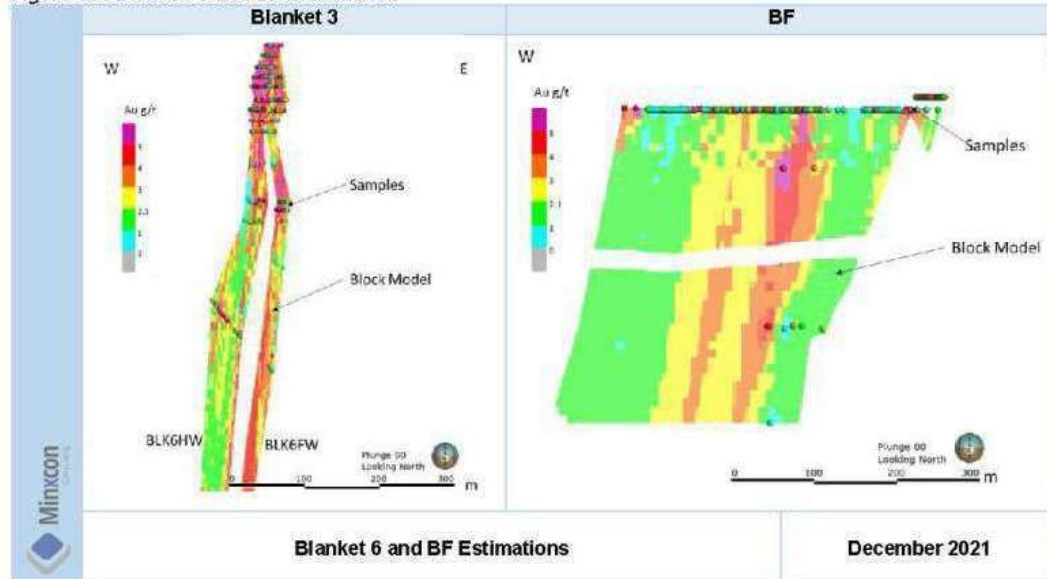 Blanket 3
BF
W
E
Au g/t
Samples
Block Model
BLK6HW
BLK6FW
Plunge 00
Looking North
0 100 200 300 m
W
Au g/t
Samples
Block Model
Plunge 00
Looking North
0 100 200 300 m
Minxcon
Blanket 6 and BF Estimations
December 2021